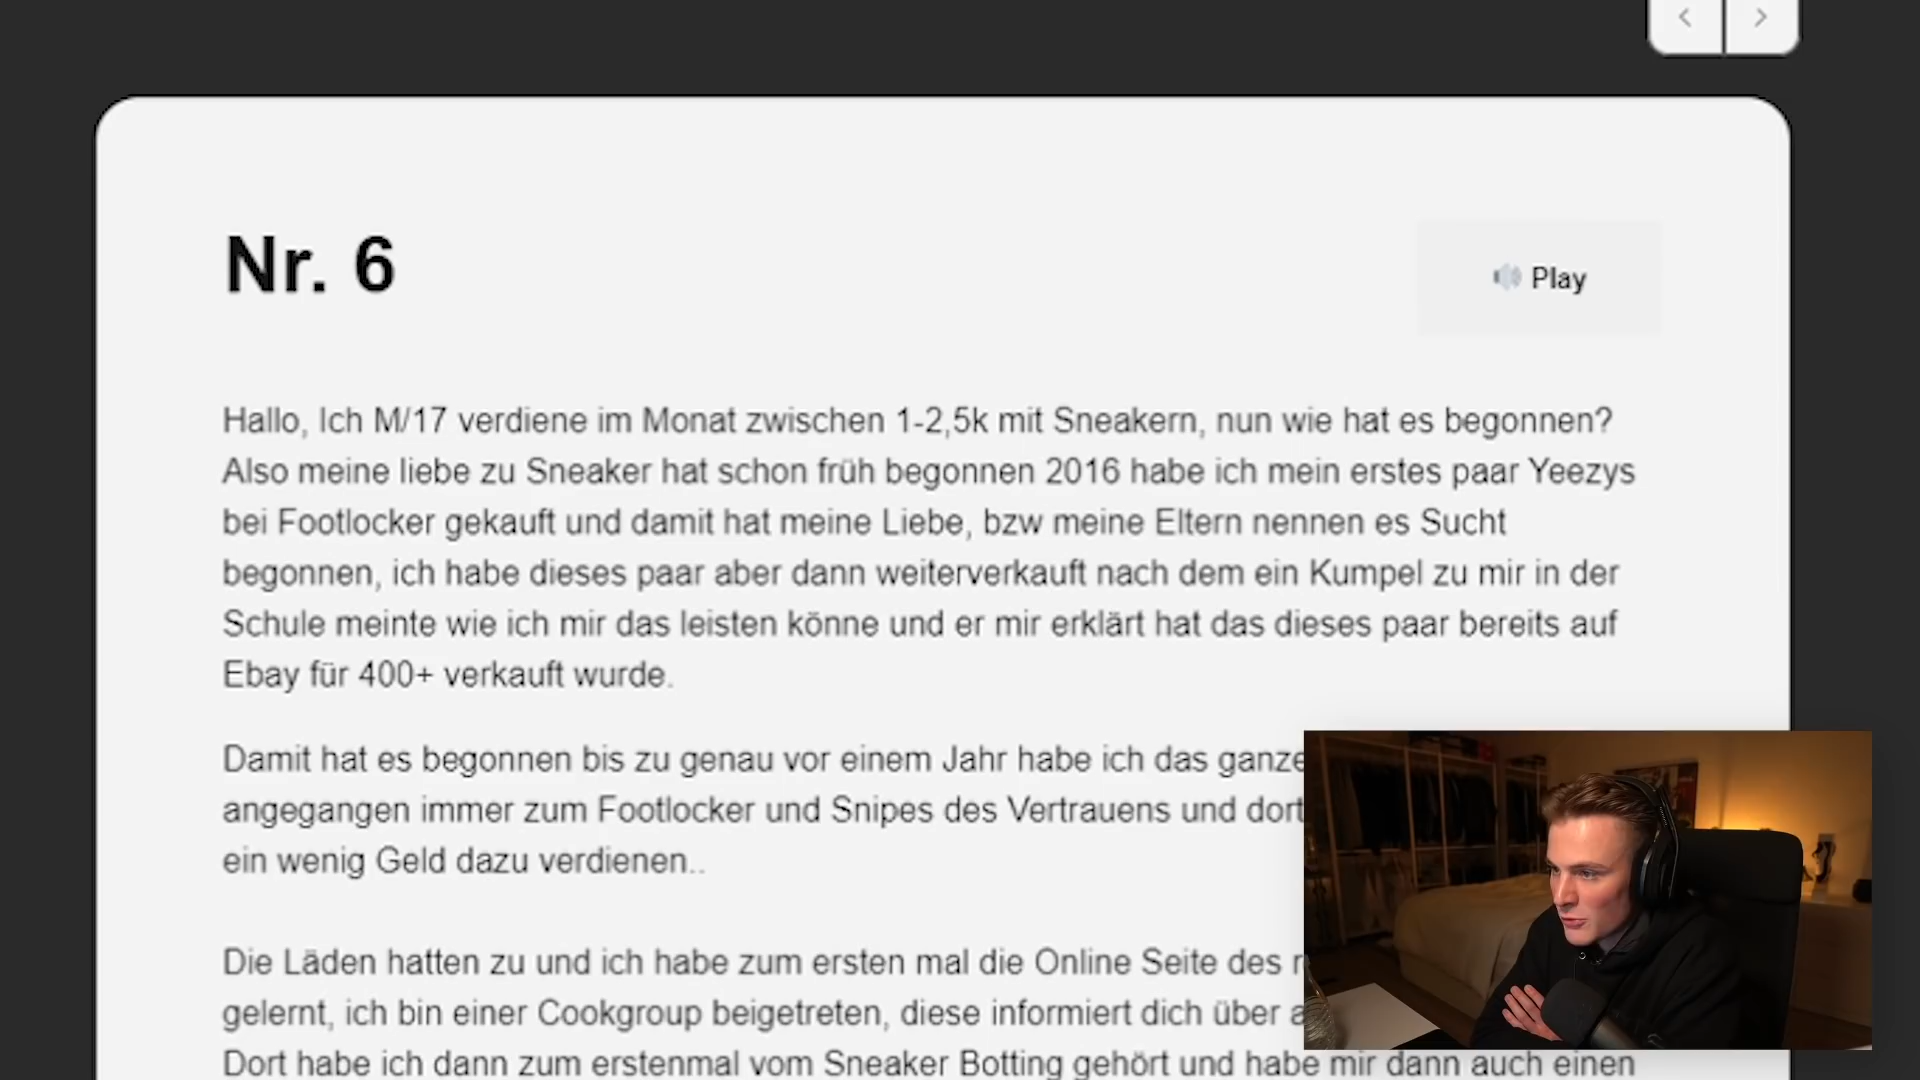 Nr. 6
Play
Hallo, Ich M/17 verdiene im Monat zwischen 1-2,5k mit Sneakern, nun wie hat es begonnen?
Also meine liebe zu Sneaker hat schon früh begonnen 2016 habe ich mein erstes paar Yeezys
bei Footlocker gekauft und damit hat meine Liebe, bzw meine Eltern nennen es Sucht
begonnen, ich habe dieses paar aber dann weiterverkauft nach dem ein Kumpel zu mir in der
Schule meinte wie ich mir das leisten könne und er mir erklärt hat das dieses paar bereits auf
Ebay für 400+ verkauft wurde.
Damit hat es begonnen bis zu genau vor einem Jahr habe ich das ganze
angegangen immer zum Footlocker und Snipes des Vertrauens und dort
ein wenig Geld dazu verdienen..
Die Läden hatten zu und ich habe zum ersten mal die Online Seite des
gelernt, ich bin einer Cookgroup beigetreten, diese informiert dich über
Dort habe ich dann zum erstenmal vom Sneaker Botting gehört und habe mir dann auch einen